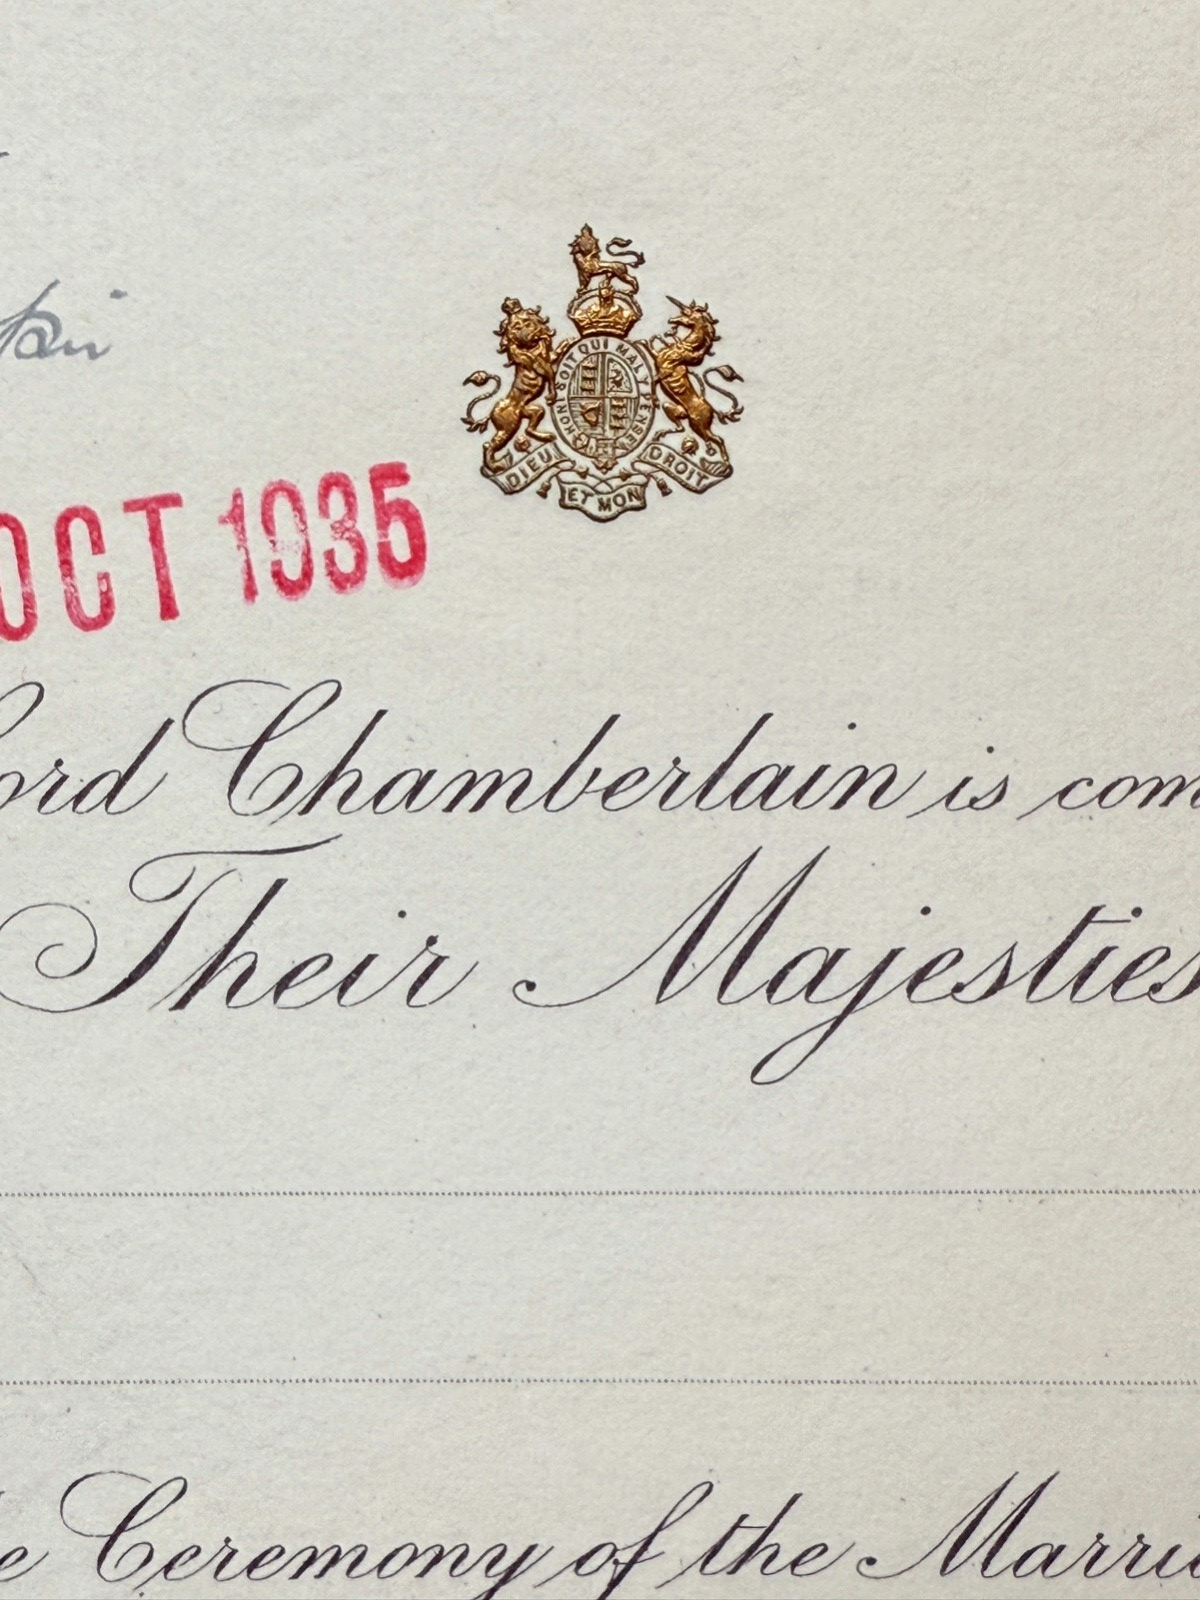 HONI SOIT QUI MAL Y PENSE
DIEU ET MON DROIT
OCT 1935
Lord Chamberlain is com
Their Majesties
Ceremony of the Marri